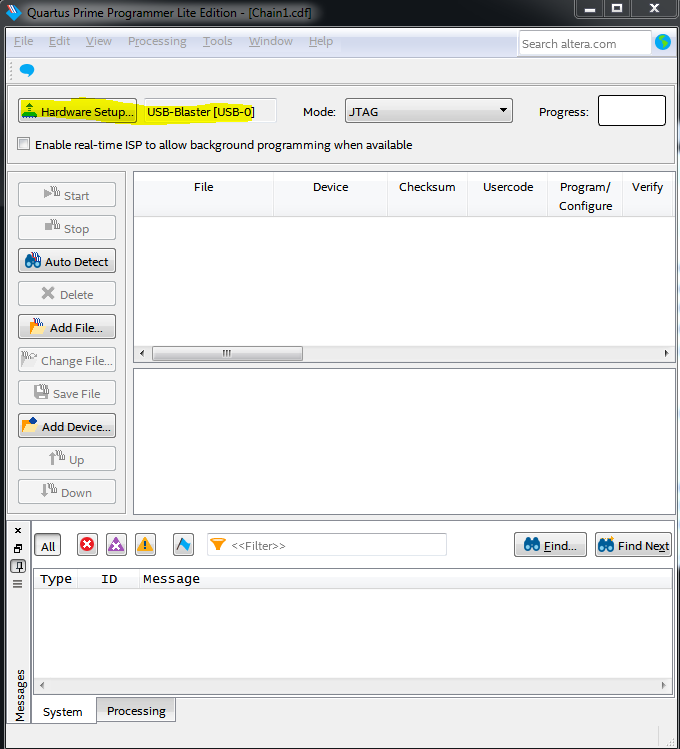 Quartus Prime Programmer Lite Edition - [Chain1.cdf]
File Edit View Processing Tools Window Help
Search altera.com
Hardware Setup... USB-Blaster [USB-0] Mode: JTAG Progress:
Enable real-time ISP to allow background programming when available
File Device Checksum Usercode Program/ Verify
Configure
Start
Stop
Auto Detect
Delete
Add File...
Change File...
Save File
Add Device...
Up
Down
All <<Filter>> Find... Find Next
Type ID Message
Messages
System Processing